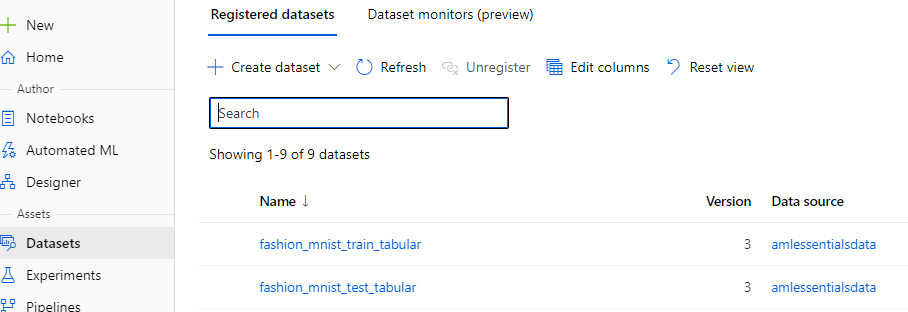 New
Home
Author
Notebooks
Automated ML
Designer
Assets
Datasets
Experiments
Pipelines
Registered datasets
Dataset monitors (preview)
Create dataset
Refresh
Unregister
Edit columns
Reset view
Search
Showing 1-9 of 9 datasets
Name ↓ Version Data source
fashion_mnist_train_tabular 3 amlessentialsdata
fashion_mnist_test_tabular 3 amlessentialsdata